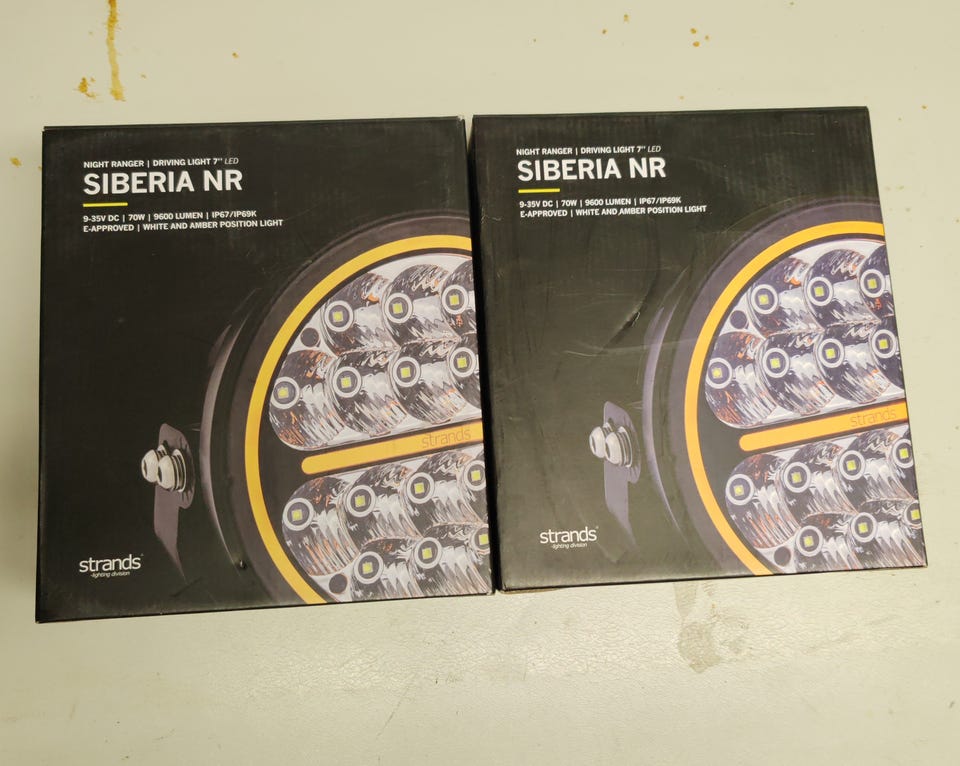 NIGHT RANGER | DRIVING LIGHT 7'' LED
SIBERIA NR
9-35V DC | 70W | 9600 LUMEN | IP67/IP69K
E-APPROVED | WHITE AND AMBER POSITION LIGHT
strands
strands®
-lighting division
NIGHT RANGER | DRIVING LIGHT 7'' LED
SIBERIA NR
9-35V DC | 70W | 9600 LUMEN | IP67/IP69K
E-APPROVED | WHITE AND AMBER POSITION LIGHT
strands
strands®
-lighting division